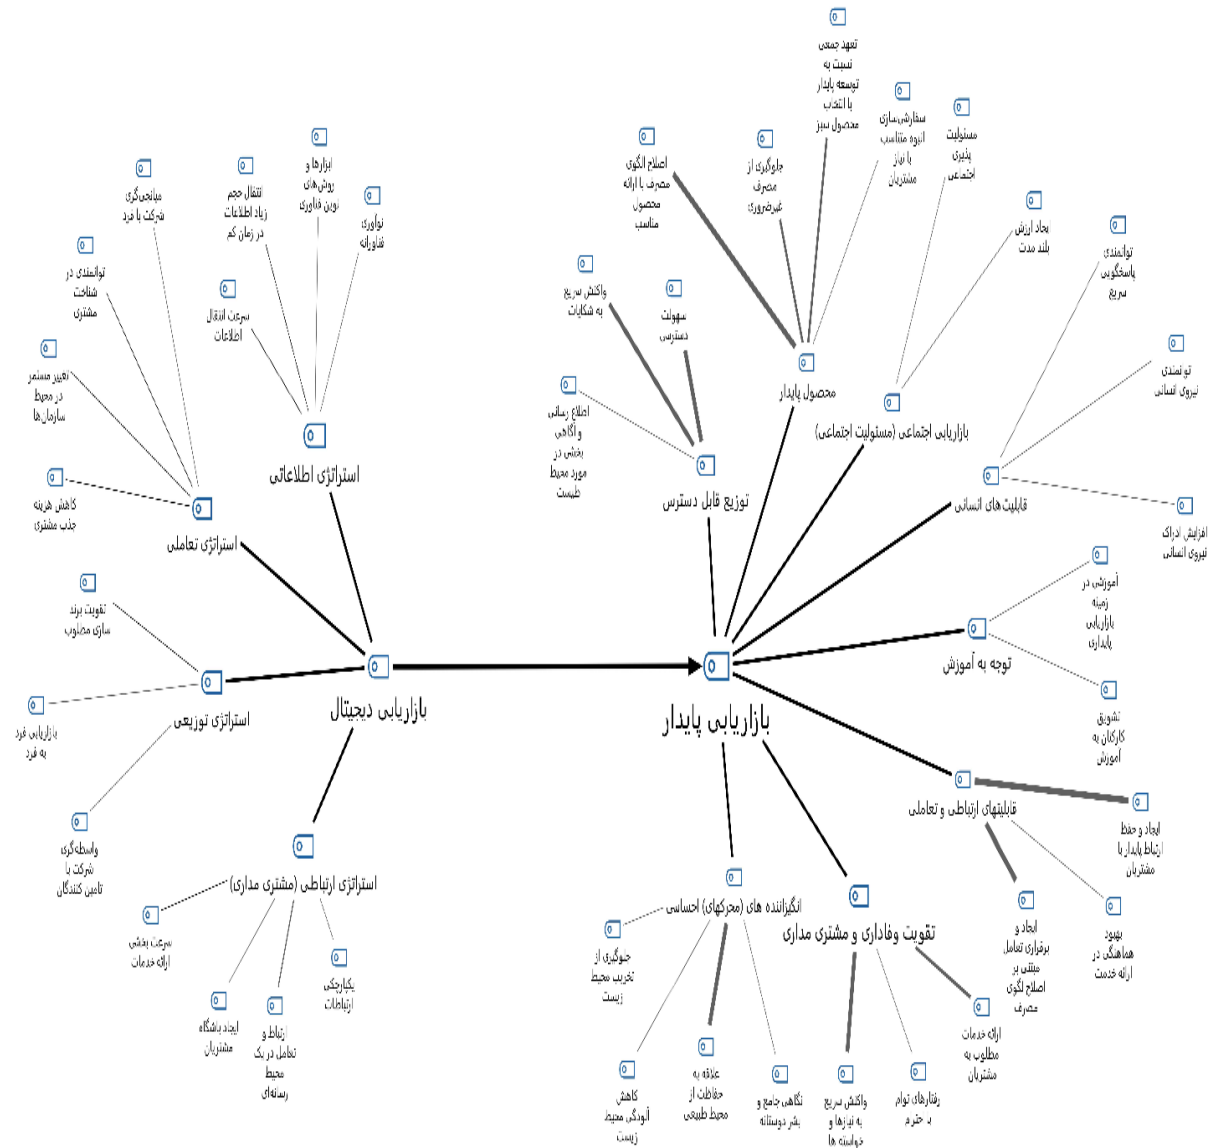 تعهد جمعی
نسبت به
توسعه پایدار
با انتخاب
محصول سبز
سفارشی‌سازی
انبوه متناسب
با نیاز
مشتریان
مسئولیت
پذیری
اجتماعی
جلوگیری از
مصرف
غیرضروری
اصلاح الگوی
مصرف با ارائه
محصول
مناسب
ابزارها و
روش‌های
نوین فناوری
انتقال حجم
زیاد اطلاعات
در زمان کم
میانجی‌گری
شرکت با فرد
نوآوری
فناورانه
ایجاد ارزش
بلند مدت
توانمندی
پاسخگویی
سریع
توانمندی در
شناخت
مشتری
واکنش سریع
به شکایات
سهولت
دسترسی
سرعت انتقال
اطلاعات
توانمندی
نیروی انسانی
تغییر مستمر
در محیط
سازمان‌ها
محصول پایدار
اطلاع رسانی
و آگاهی
بخشی در
مورد محیط
طیست
بازاریابی اجتماعی (مسئولیت اجتماعی)
استراتژی اطلاعاتی
توزیع قابل دسترس
قابلیت‌های انسانی
کاهش هزینه
جذب مشتری
استراتژی تعاملی
افزایش ادراک
نیروی انسانی
آموزشی در
زمینه
بازاریابی
پایداری
تقویت برند
سازی مطلوب
توجه به آموزش
استراتژی توزیعی
بازاریابی دیجیتال
بازاریابی پایدار
بازاریابی فرد
به فرد
تشویق
کارکنان به
آموزش
قابلیتهای ارتباطی و تعاملی
ایجاد و حفظ
ارتباط پایدار با
مشتریان
واسطه‌گری
شرکت با
تامین کنندگان
استراتژی ارتباطی (مشتری مداری)
انگیزاننده های (محرکهای) احساسی
تقویت وفاداری و مشتری مداری
ایجاد و
برقراری تعامل
مبتنی بر
اصلاح لگوی
مصرف
بهبود
هماهنگی در
ارائه خدمت
سرعت بخشی
ارائه خدمات
یکپارچکی
ارتباطات
جلوگیری از
تخریب محیط
زیست
ایجاد باشگاه
مشتریان
ارتباط و
تعامل در یک
محیط
رسانه‌ای
ارائه خدمات
مطلوب به
مشتریان
علاقه به
حفاظت از
محیط طبیعی
کاهش
آلودگی محیط
زیست
نگاهی جامع و
بشر دوستانه
واکنش سریع
به نیازها و
خواسته ها
رفتارهای توام
با حترم